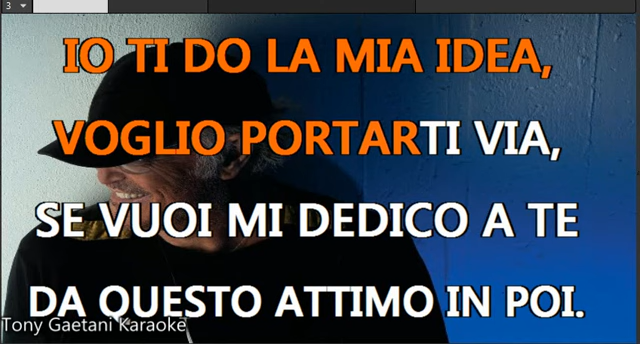 3
IO TI DO LA MIA IDEA,
VOGLIO PORTARTI VIA,
SE VUOI MI DEDICO A TE
DA QUESTO ATTIMO IN POI.
Tony Gaetani Karaoke